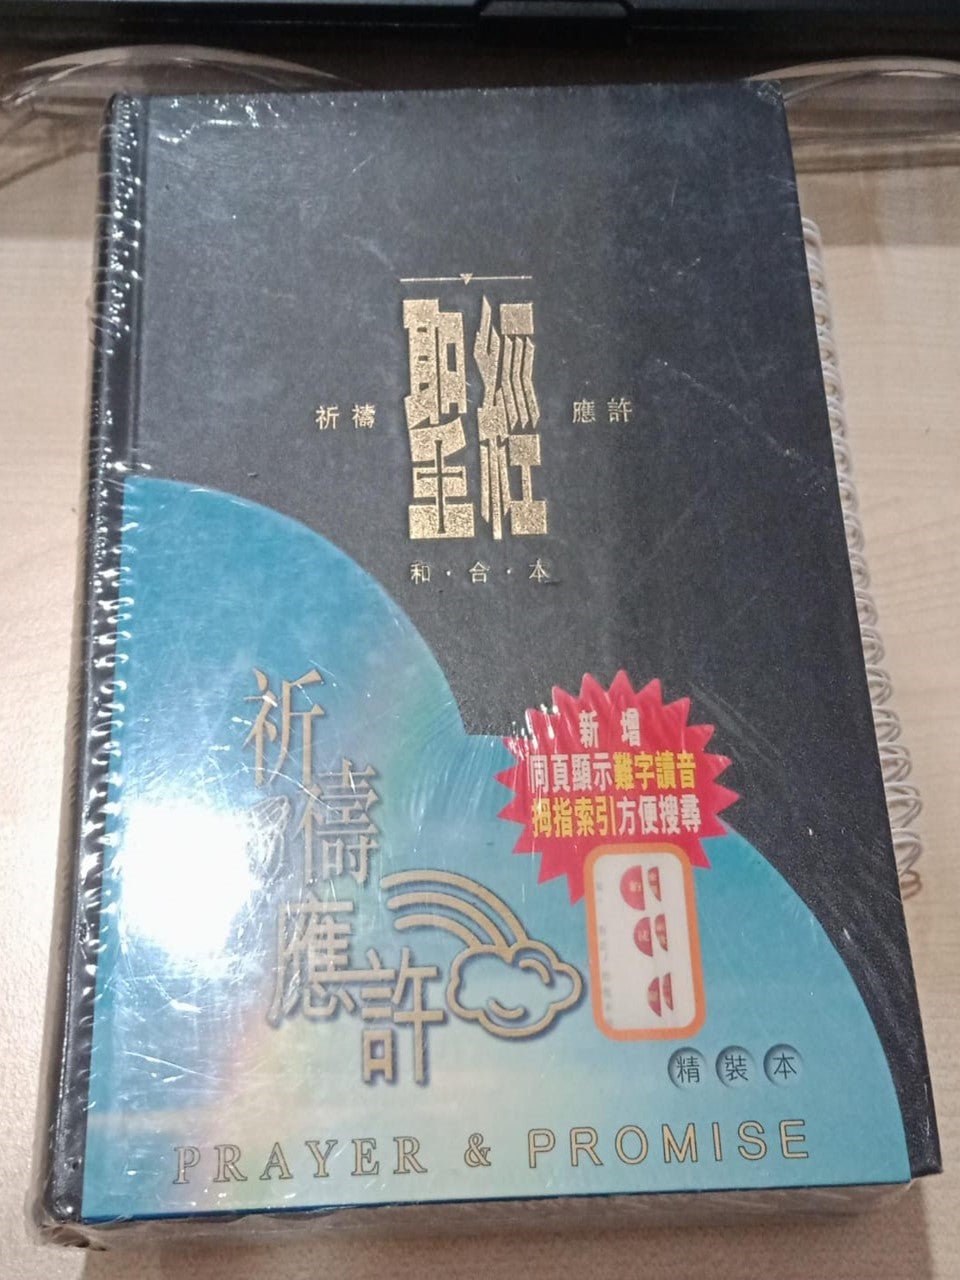 聖經
祈禱
應許
和·合·本
祈禱
應許
新增
同頁顯示難字讀音
拇指索引方便搜尋
精裝本
PRAYER & PROMISE